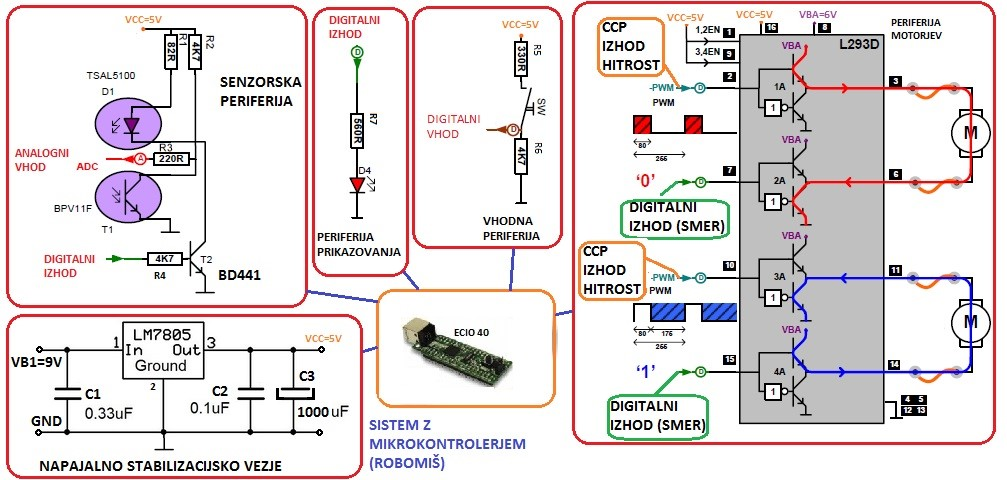 VCC=5V
R1
82R
R2
4K7
TSAL5100
D1
SENZORSKA
PERIFERIJA
ANALOGNI
VHOD
ADC
A
R3
220R
BPV11F
T1
DIGITALNI
IZHOD
4K7
R4
T2
BD441
DIGITALNI
IZHOD
D
R7
560R
D4
PERIFERIJA
PRIKAZOVANJA
VCC=5V
R5
330R
SW
DIGITALNI
VHOD
D
R6
4K7
VHODNA
PERIFERIJA
VCC=5V
VCC=5V
VBA=6V
PERIFERIJA
MOTORJEV
1,2EN
1
16
8
L293D
3,4EN
9
CCP
IZHOD
HITROST
2
-PWM
D
PWM
VBA
1A
1
3
M
80
266
'0'
7
D
DIGITALNI
IZHOD (SMER)
VBA
2A
1
6
CCP
IZHOD
HITROST
10
-PWM
D
PWM
VBA
3A
1
11
M
80
176
266
'1'
15
D
DIGITALNI
IZHOD (SMER)
VBA
4A
1
14
4 5
12 13
ECIO 40
SISTEM Z
MIKROKONTROLERJEM
(ROBOMIŠ)
VB1=9V
1
LM7805
In Out
Ground
3
2
VCC=5V
C1
0.33uF
C2
0.1uF
C3
1000 uF
GND
NAPAJALNO STABILIZACIJSKO VEZJE